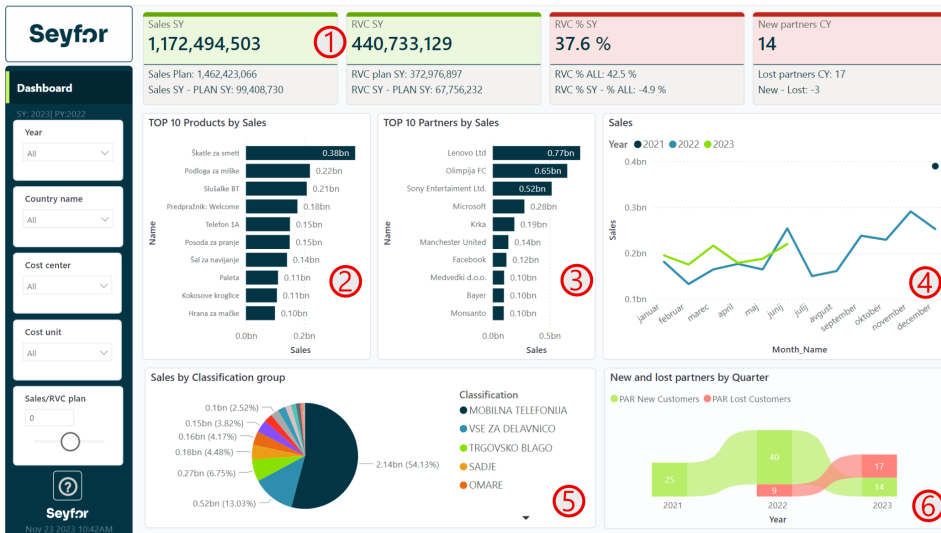 Seyfor
Dashboard
SY: 2023| PY:2022
Year
All
Country name
All
Cost center
All
Cost unit
All
Sales/RVC plan
0
?
Seyfor
Nov 23 2023 10:42AM
Sales SY
1,172,494,503
Sales Plan: 1,462,423,066
Sales SY - PLAN SY: 99,408,730
1
RVC SY
440,733,129
RVC plan SY: 372,976,897
RVC SY - PLAN SY: 67,756,232
RVC % SY
37.6 %
RVC % ALL: 42.5 %
RVC % SY - % ALL: -4.9 %
New partners CY
14
Lost partners CY: 17
New - Lost: -3
TOP 10 Products by Sales
Name
Škatle za smeti 0.38bn
Podloga za miške 0.22bn
Slušalke BT 0.21bn
Predpražnik: Welcome 0.18bn
Telefon 1A 0.15bn
Posoda za pranje 0.15bn
Šal za navijanje 0.14bn
Paleta 0.11bn
Kokosove kroglice 0.11bn
Hrana za mačke 0.10bn
0.0bn 0.2bn
Sales
2
TOP 10 Partners by Sales
Name
Lenovo Ltd 0.77bn
Olimpija FC 0.65bn
Sony Entertaiment Ltd. 0.52bn
Microsoft 0.28bn
Krka 0.19bn
Manchester United 0.14bn
Facebook 0.12bn
Medvedki d.o.o. 0.10bn
Bayer 0.10bn
Monsanto 0.10bn
0.0bn 0.5bn
Sales
3
Sales
Year 2021 2022 2023
Sales
0.4bn
0.3bn
0.2bn
0.1bn
januar februar marec april maj junij julij avgust september oktober november december
Month_Name
4
Sales by Classification group
0.1bn (2.52%)
0.15bn (3.82%)
0.16bn (4.17%)
0.18bn (4.48%)
0.27bn (6.75%)
0.52bn (13.03%)
2.14bn (54.13%)
Classification
MOBILNA TELEFONIJA
VSE ZA DELAVNICO
TRGOVSKO BLAGO
SADJE
OMARE
5
New and lost partners by Quarter
PAR New Customers PAR Lost Customers
25
40
9
17
14
2021 2022 2023
Year
6